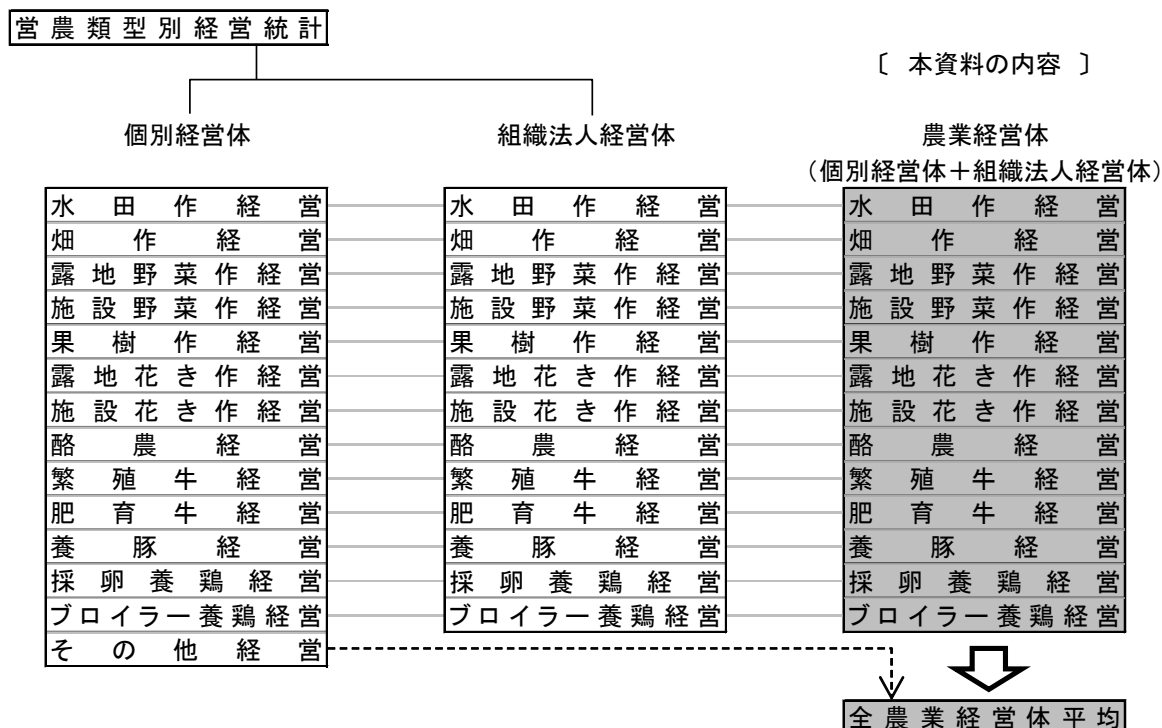 営農類型別経営統計
〔 本資料の内容 〕
個別経営体 組織法人経営体 農業経営体
(個別経営体+組織法人経営体)
水田作経営 水田作経営 水田作経営
畑作経営 畑作経営 畑作経営
露地野菜作経営 露地野菜作経営 露地野菜作経営
施設野菜作経営 施設野菜作経営 施設野菜作経営
果樹作経営 果樹作経営 果樹作経営
露地花き作経営 露地花き作経営 露地花き作経営
施設花き作経営 施設花き作経営 施設花き作経営
酪農経営 酪農経営 酪農経営
繁殖牛経営 繁殖牛経営 繁殖牛経営
肥育牛経営 肥育牛経営 肥育牛経営
養豚経営 養豚経営 養豚経営
採卵養鶏経営 採卵養鶏経営 採卵養鶏経営
ブロイラー養鶏経営 ブロイラー養鶏経営 ブロイラー養鶏経営
その他経営
全農業経営体平均